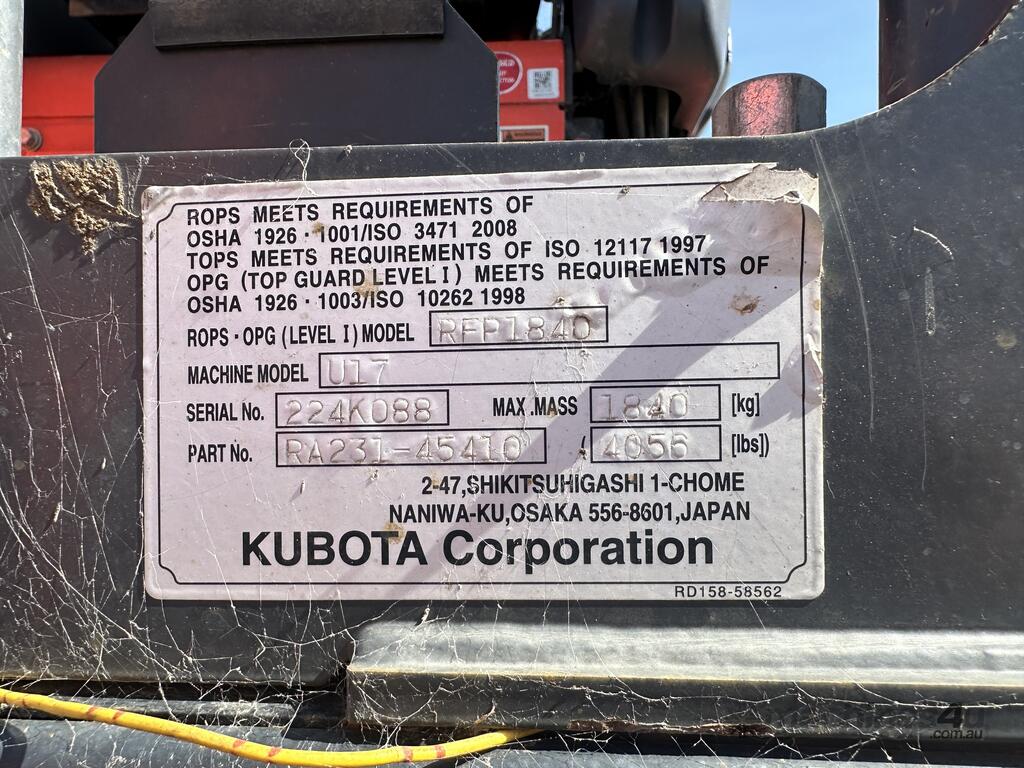 ROPS MEETS REQUIREMENTS OF
OSHA 1926・1001/ISO 3471 2008
TOPS MEETS REQUIREMENTS OF ISO 12117 1997
OPG (TOP GUARD LEVEL I) MEETS REQUIREMENTS OF
OSHA 1926・1003/ISO 10262 1998
ROPS・OPG (LEVEL I) MODEL RFP1840
MACHINE MODEL U17
SERIAL No. 224K088 MAX.MASS 1840 [kg]
PART No. RA231-45410 ( 4056 [lbs])
2-47,SHIKITSUHIGASHI 1-CHOME
NANIWA-KU,OSAKA 556-8601,JAPAN
KUBOTA Corporation
RD158-58562
machines4u
.com.au